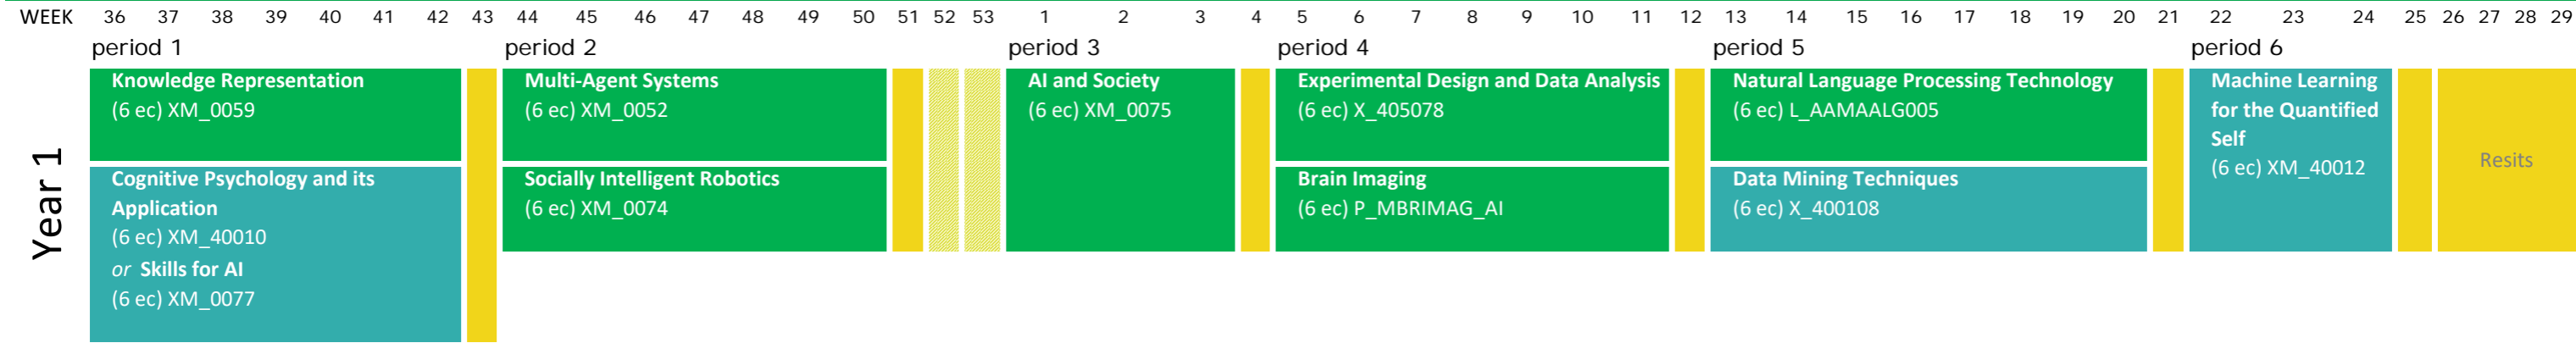 WEEK 36 37 38 39 40 41 42 43 44 45 46 47 48 49 50 51 52 53 1 2 3 4 5 6 7 8 9 10 11 12 13 14 15 16 17 18 19 20 21 22 23 24 25 26 27 28 29
period 1 period 2 period 3 period 4 period 5 period 6
Year 1
Knowledge Representation
(6 ec) XM_0059
Cognitive Psychology and its
Application
(6 ec) XM_40010
or Skills for AI
(6 ec) XM_0077
Multi-Agent Systems
(6 ec) XM_0052
Socially Intelligent Robotics
(6 ec) XM_0074
AI and Society
(6 ec) XM_0075
Experimental Design and Data Analysis
(6 ec) X_405078
Brain Imaging
(6 ec) P_MBRIMAG_AI
Natural Language Processing Technology
(6 ec) L_AAMAALG005
Data Mining Techniques
(6 ec) X_400108
Machine Learning
for the Quantified
Self
(6 ec) XM_40012
Resits